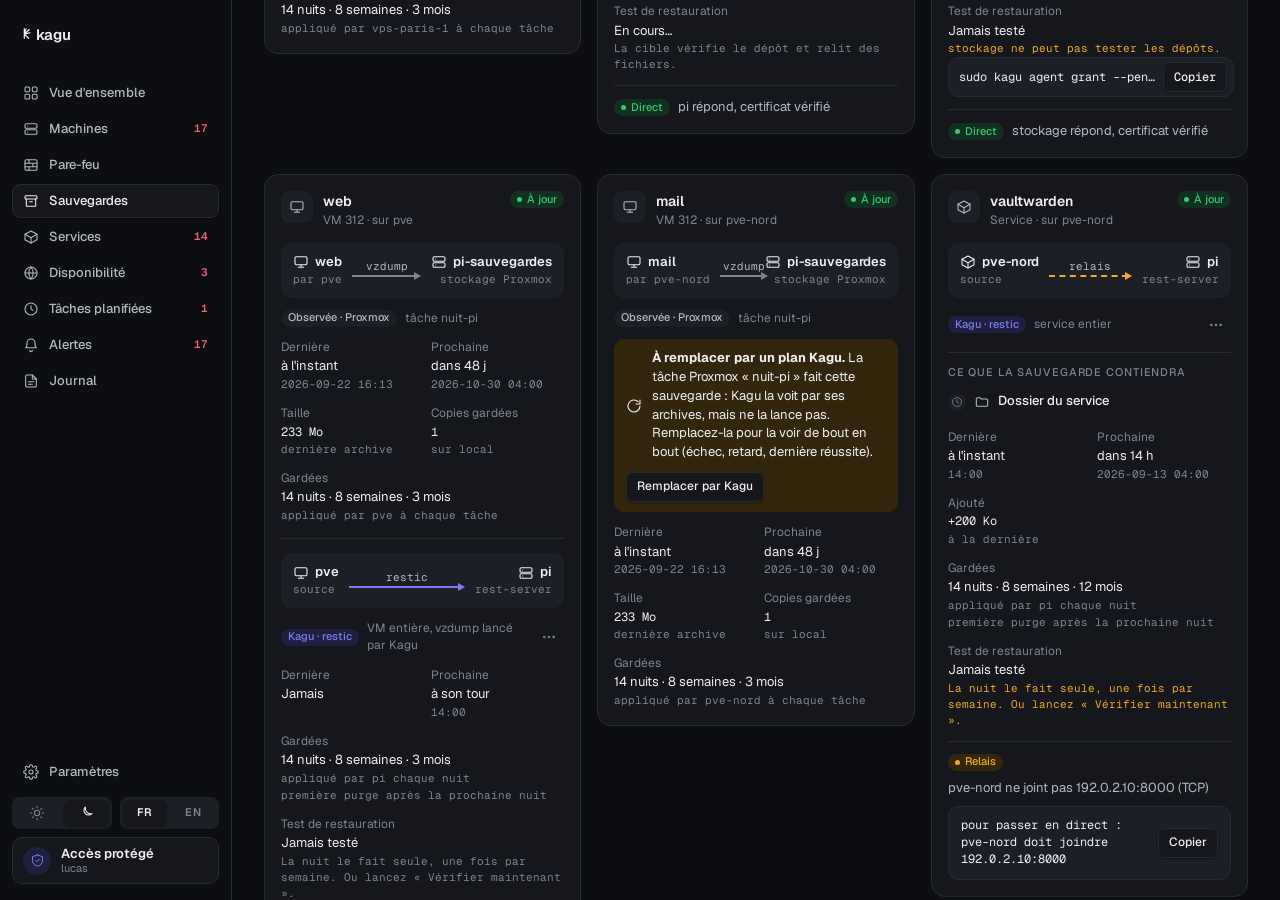 kagu
Vue d'ensemble
Machines 17
Pare-feu
Sauvegardes
Services 14
Disponibilité 3
Tâches planifiées 1
Alertes 17
Journal
Paramètres
FR EN
Accès protégé
lucas
14 nuits · 8 semaines · 3 mois
appliqué par vps-paris-1 à chaque tâche
Test de restauration
En cours…
La cible vérifie le dépôt et relit des
fichiers.
Direct pi répond, certificat vérifié
Test de restauration
Jamais testé
stockage ne peut pas tester les dépôts.
sudo kagu agent grant --pen… Copier
Direct stockage répond, certificat vérifié
web
VM 312 · sur pve
À jour
web vzdump pi-sauvegardes
par pve stockage Proxmox
Observée · Proxmox tâche nuit-pi
Dernière Prochaine
à l'instant dans 48 j
2026-09-22 16:13 2026-10-30 04:00
Taille Copies gardées
233 Mo 1
dernière archive sur local
Gardées
14 nuits · 8 semaines · 3 mois
appliqué par pve à chaque tâche
pve restic pi
source rest-server
Kagu · restic VM entière, vzdump lancé
par Kagu
Dernière Prochaine
Jamais à son tour
14:00
Gardées
14 nuits · 8 semaines · 3 mois
appliqué par pi chaque nuit
première purge après la prochaine nuit
Test de restauration
Jamais testé
La nuit le fait seule, une fois par
semaine. Ou lancez « Vérifier maintenant
».
mail
VM 312 · sur pve-nord
À jour
mail vzdump pi-sauvegardes
par pve-nord stockage Proxmox
Observée · Proxmox tâche nuit-pi
À remplacer par un plan Kagu. La
tâche Proxmox « nuit-pi » fait cette
sauvegarde : Kagu la voit par ses
archives, mais ne la lance pas.
Remplacez-la pour la voir de bout en
bout (échec, retard, dernière réussite).
Remplacer par Kagu
Dernière Prochaine
à l'instant dans 48 j
2026-09-22 16:13 2026-10-30 04:00
Taille Copies gardées
233 Mo 1
dernière archive sur local
Gardées
14 nuits · 8 semaines · 3 mois
appliqué par pve-nord à chaque tâche
vaultwarden
Service · sur pve-nord
À jour
pve-nord relais pi
source rest-server
Kagu · restic service entier
CE QUE LA SAUVEGARDE CONTIENDRA
Dossier du service
Dernière Prochaine
à l'instant dans 14 h
14:00 2026-09-13 04:00
Ajouté
+200 Ko
à la dernière
Gardées
14 nuits · 8 semaines · 12 mois
appliqué par pi chaque nuit
première purge après la prochaine nuit
Test de restauration
Jamais testé
La nuit le fait seule, une fois par
semaine. Ou lancez « Vérifier maintenant
».
Relais
pve-nord ne joint pas 192.0.2.10:8000 (TCP)
pour passer en direct :
pve-nord doit joindre
192.0.2.10:8000
Copier